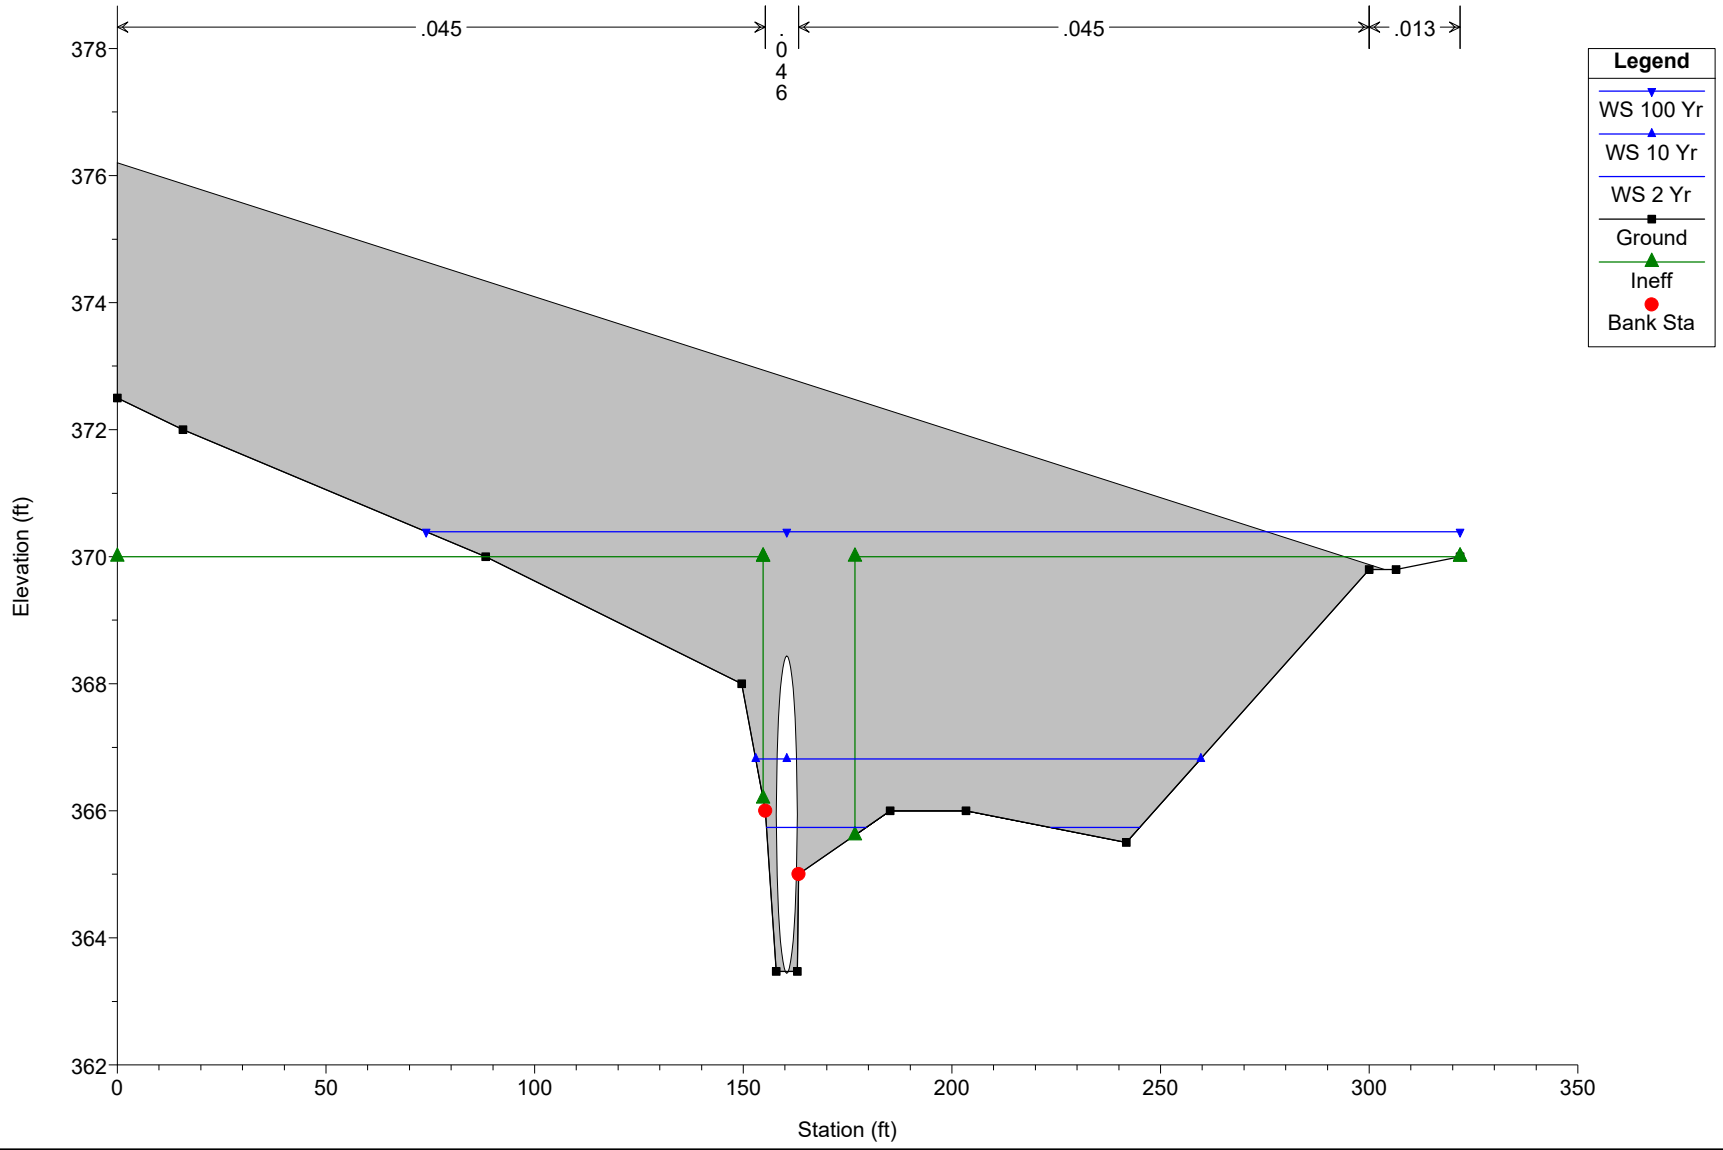 .045
.
0
4
6
.045
.013
378
376
374
372
370
368
366
364
362
Elevation (ft)
0
50
100
150
200
250
300
350
Station (ft)
Legend
WS 100 Yr
WS 10 Yr
WS 2 Yr
Ground
Ineff
Bank Sta